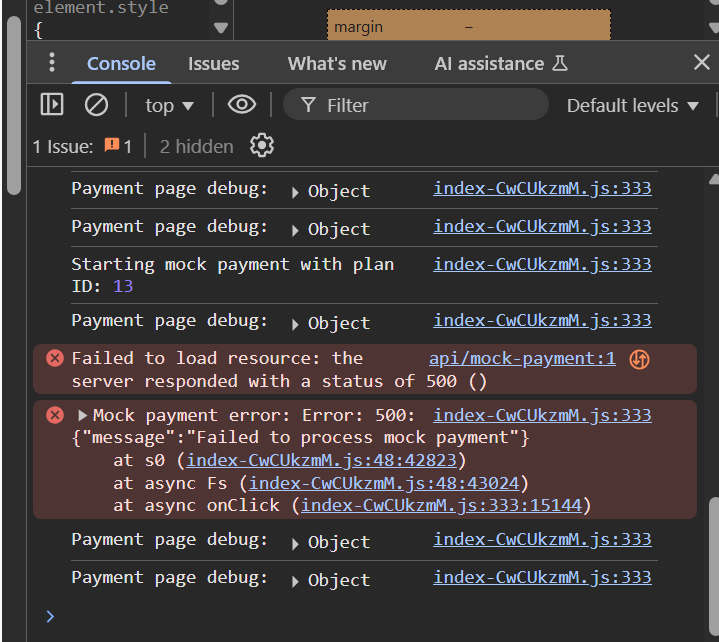 element.style
{
margin –
Console Issues What's new AI assistance
top Filter Default levels
1 Issue: 1 2 hidden
Payment page debug: Object index-CwCUkzmM.js:333
Payment page debug: Object index-CwCUkzmM.js:333
Starting mock payment with plan index-CwCUkzmM.js:333
ID: 13
Payment page debug: Object index-CwCUkzmM.js:333
Failed to load resource: the api/mock-payment:1
server responded with a status of 500 ()
Mock payment error: Error: 500: index-CwCUkzmM.js:333
{"message":"Failed to process mock payment"}
at s0 (index-CwCUkzmM.js:48:42823)
at async Fs (index-CwCUkzmM.js:48:43024)
at async onClick (index-CwCUkzmM.js:333:15144)
Payment page debug: Object index-CwCUkzmM.js:333
Payment page debug: Object index-CwCUkzmM.js:333